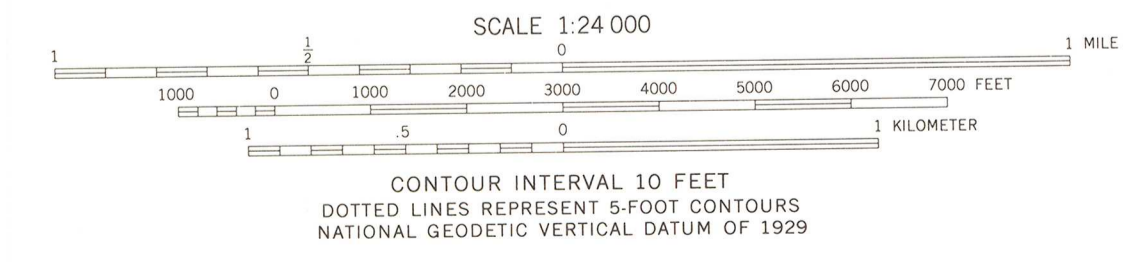 SCALE 1:24 000
1 1/2 0 1 MILE
1000 0 1000 2000 3000 4000 5000 6000 7000 FEET
1 .5 0 1 KILOMETER
CONTOUR INTERVAL 10 FEET
DOTTED LINES REPRESENT 5-FOOT CONTOURS
NATIONAL GEODETIC VERTICAL DATUM OF 1929